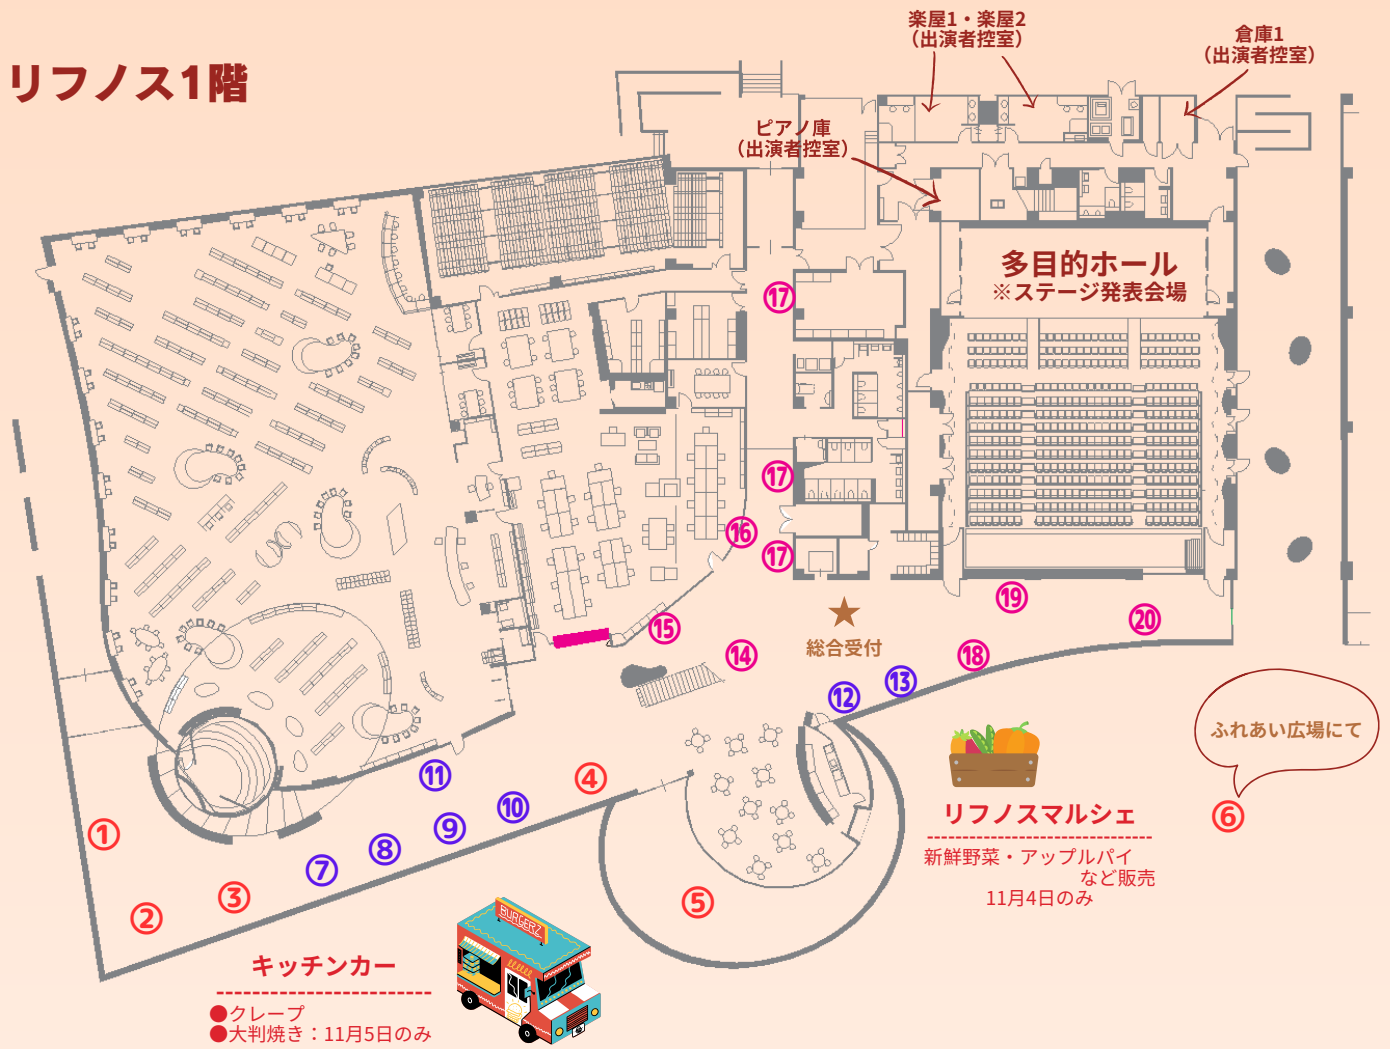 リフノス1階
楽屋1・楽屋2
（出演者控室）
倉庫1
（出演者控室）
ピアノ庫
（出演者控室）
多目的ホール
※ステージ発表会場
⑰
⑰
⑯
⑰
⑲
⑳
⑮
★
総合受付
⑭
⑱
⑬
⑫
ふれあい広場にて
⑥
⑪
④
⑩
⑨
⑧
⑦
①
③
②
⑤
リフノスマルシェ
新鮮野菜・アップルパイ
など販売
11月4日のみ
BURGERZ
キッチンカー
●クレープ
●大判焼き：11月5日のみ